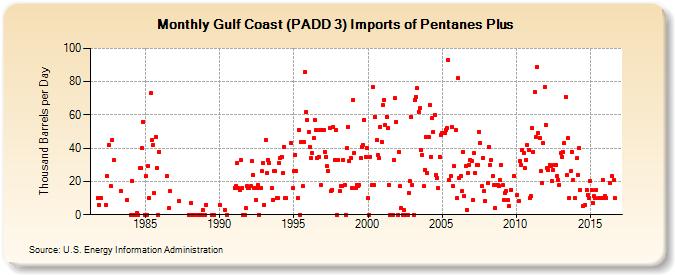 Monthly Gulf Coast (PADD 3) Imports of Pentanes Plus
Thousand Barrels per Day
100
80
60
40
20
0
1985 1990 1995 2000 2005 2010 2015
Source: U.S. Energy Information Administration